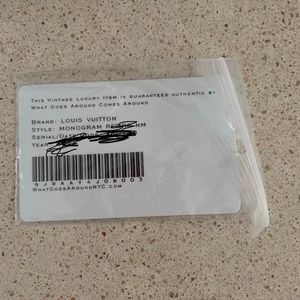 This Vintage Luxury Item is guaranteed authentic by
What Goes Around Comes Around
Brand: LOUIS VUITTON
Style: MONOGRAM
Serial/Date
Year
WhatGoesAroundNYC.com